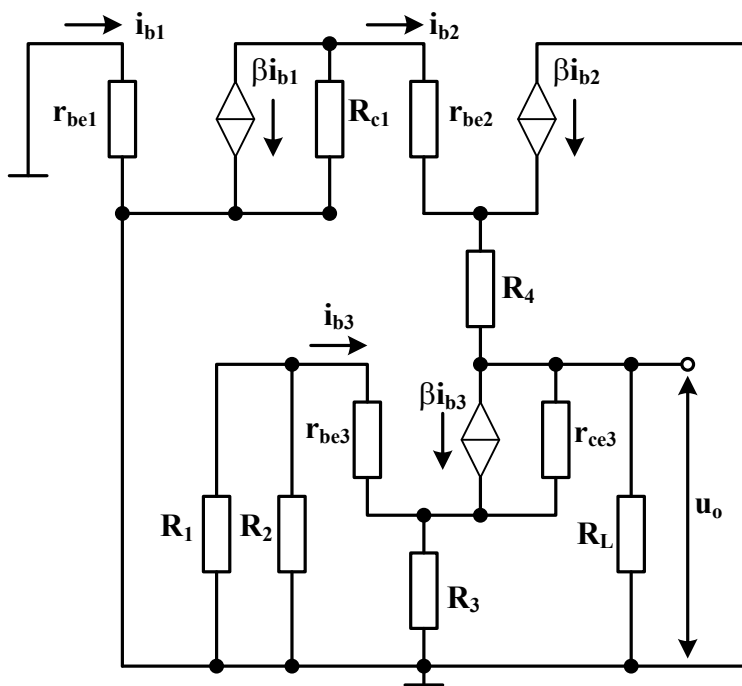 i_b1
i_b2
βi_b1
βi_b2
r_be1
R_c1
r_be2
R_4
i_b3
βi_b3
r_be3
r_ce3
R_1
R_2
R_L
u_o
R_3